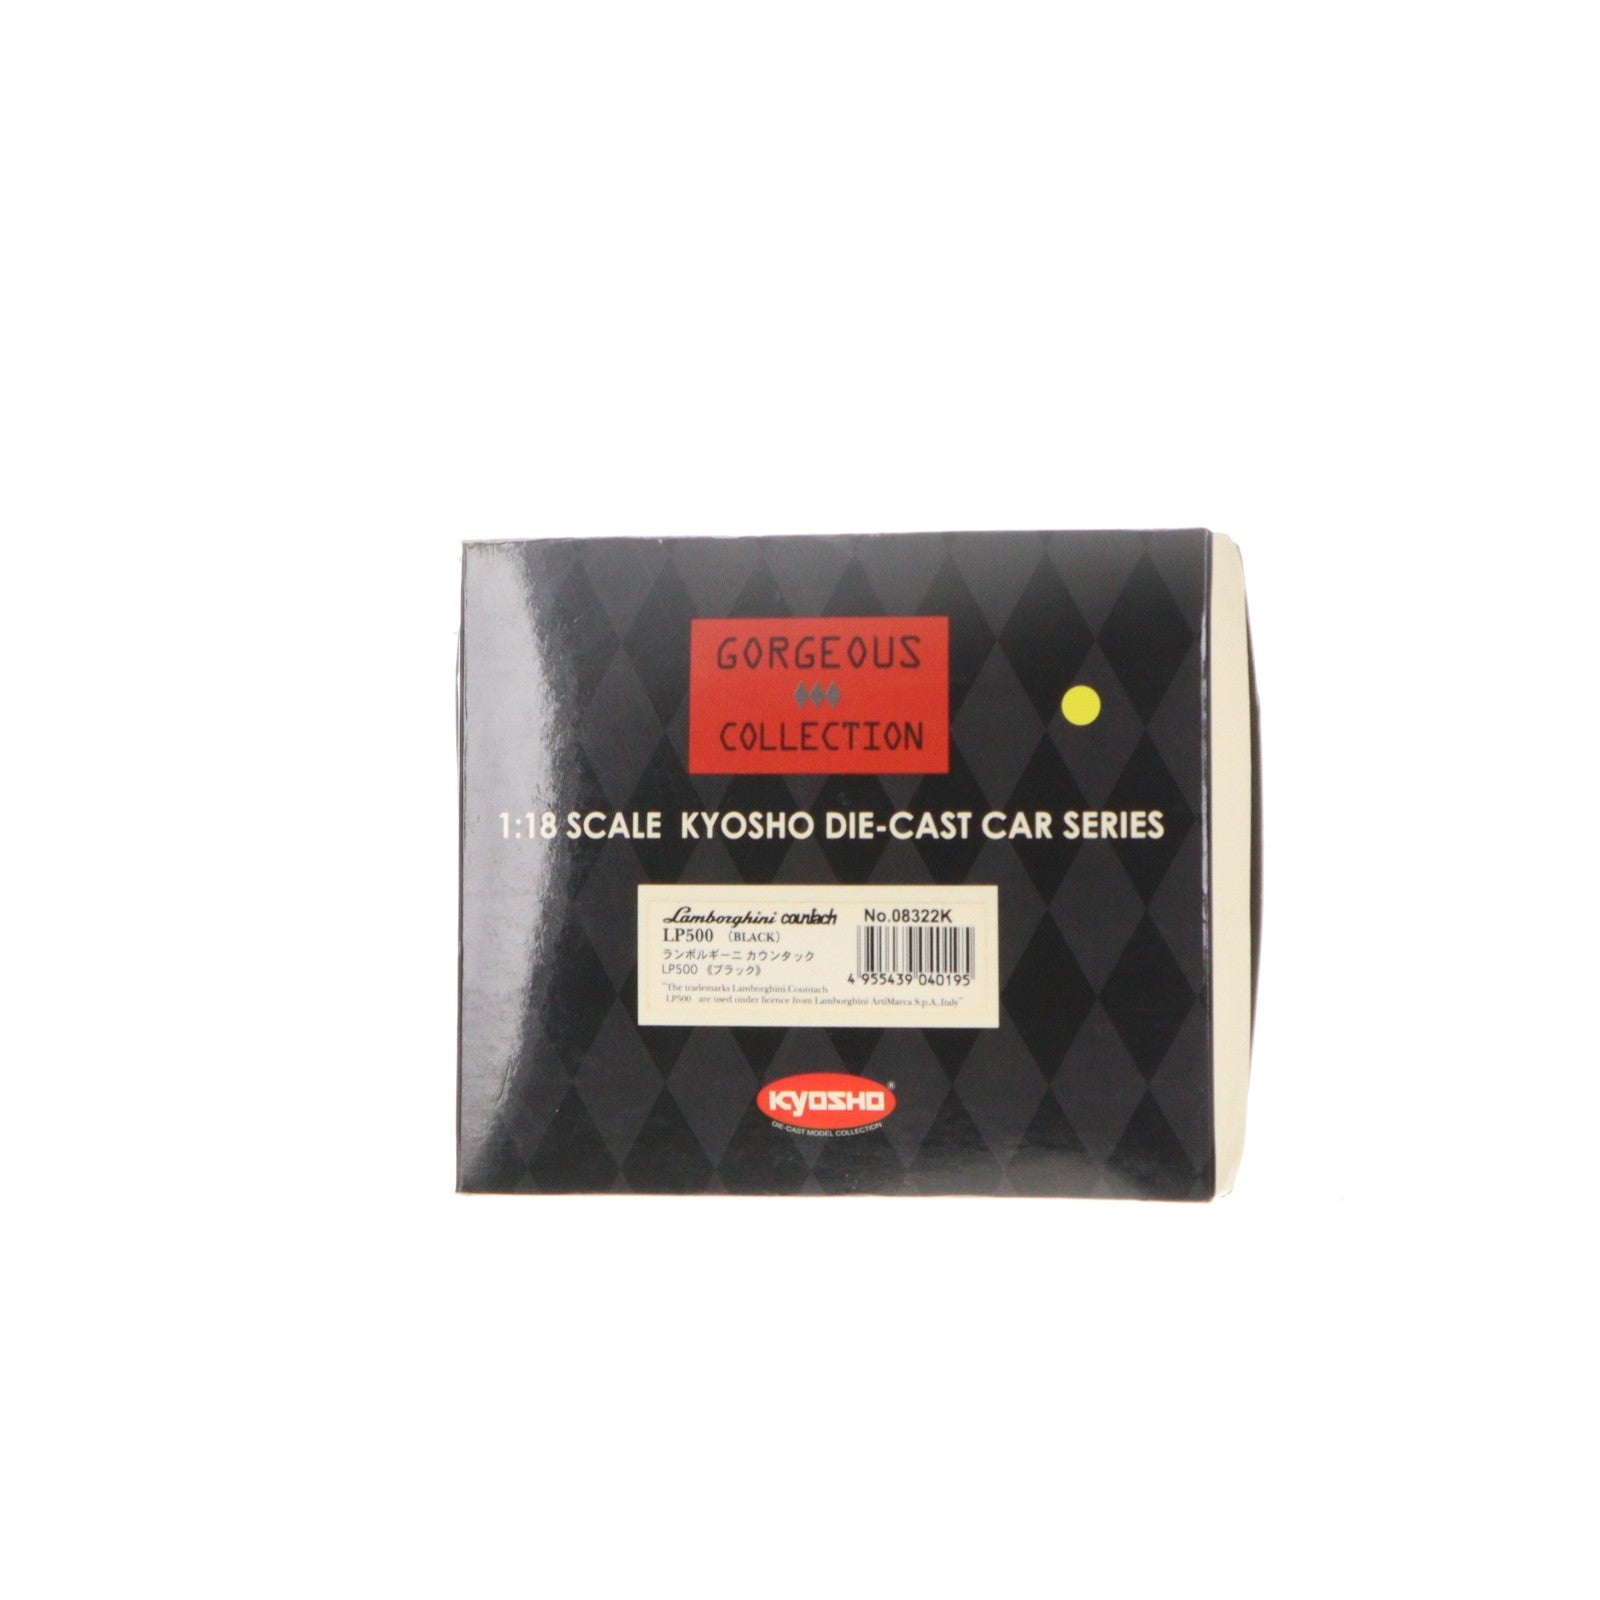 GORGEOUS
COLLECTION
1:18 SCALE KYOSHO DIE-CAST CAR SERIES
Lamborghini countach No.08322K
LP500 (BLACK)
ランボルギーニ カウンタック
LP500 《ブラック》
4 955439 040195
"The trademarks Lamborghini,Countach
LP500 are used under licence from Lamborghini ArtiMarca S.p.A.,Italy"
KYOSHO®
DIE-CAST MODEL COLLECTION